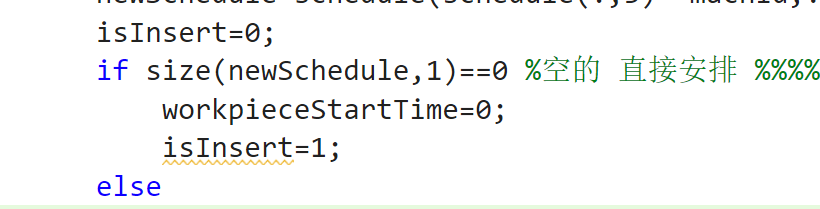 isInsert=0;
if size(newSchedule,1)==0 %空的 直接安排 %%%%
workpieceStartTime=0;
isInsert=1;
else